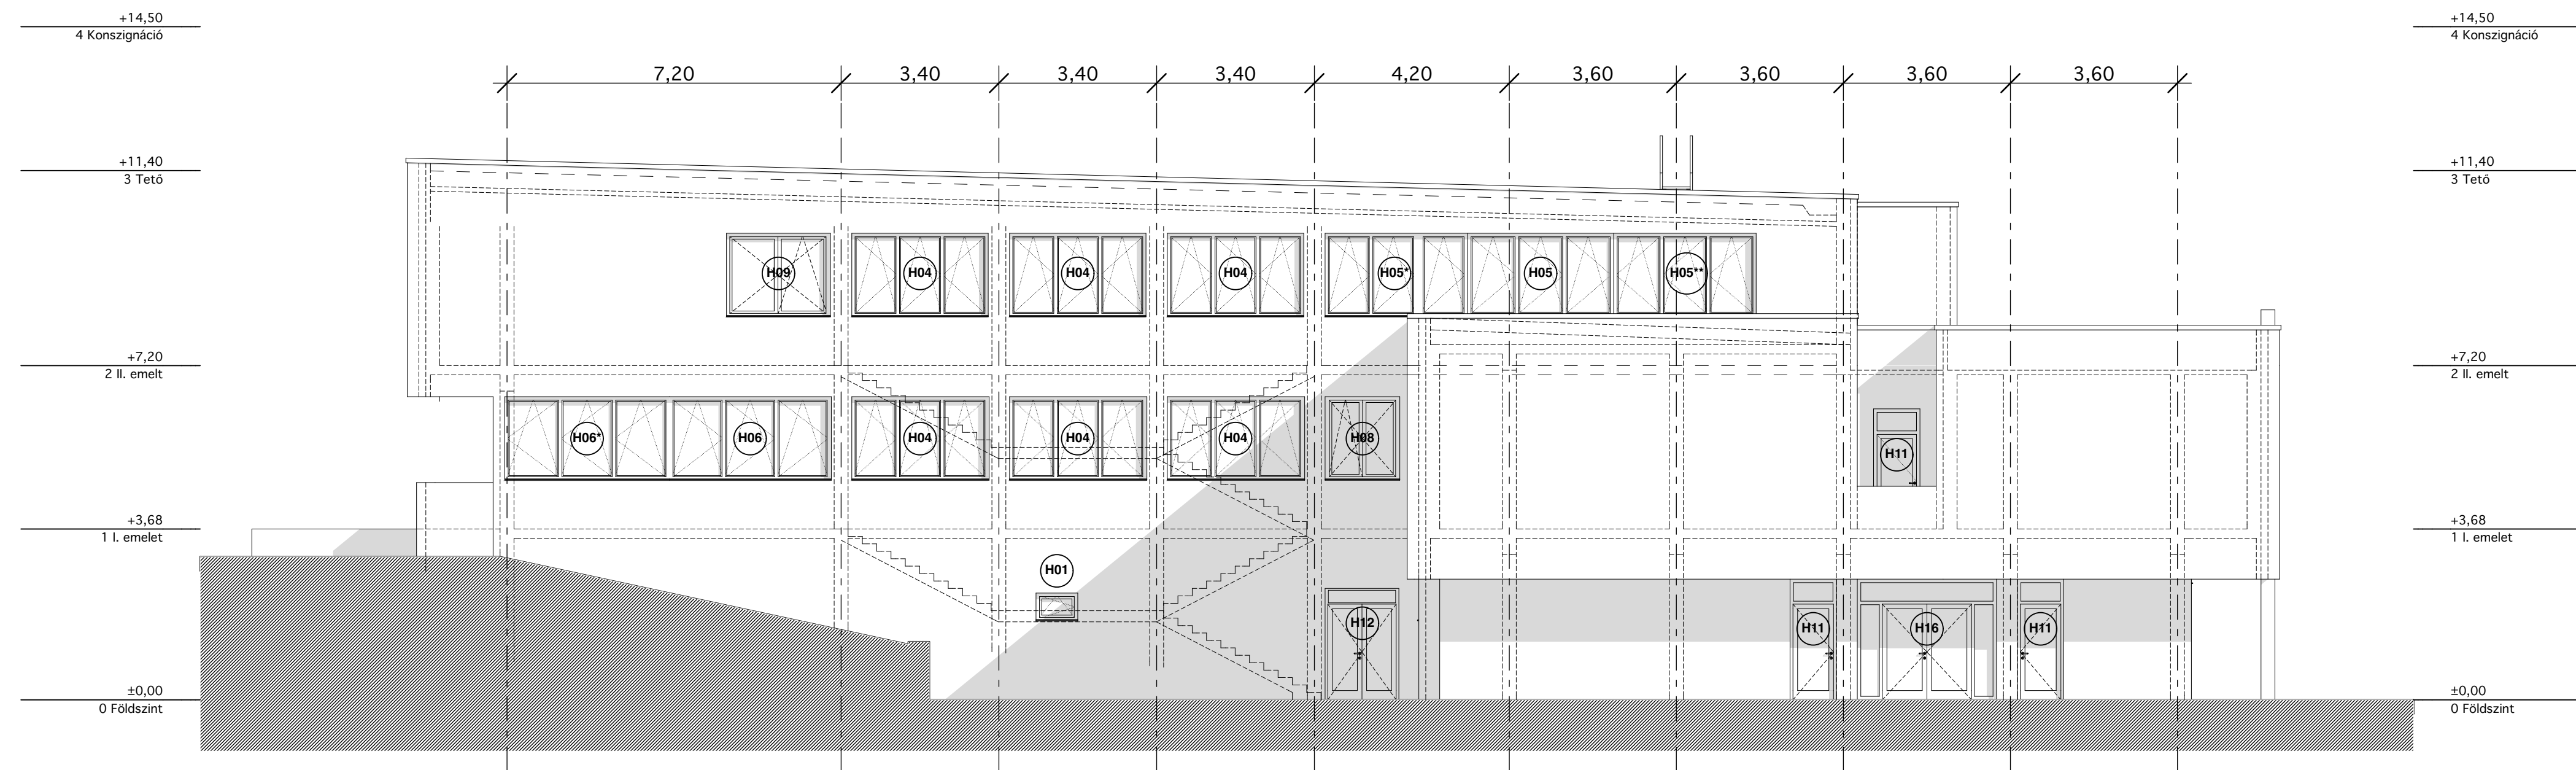 +14,50
4 Konszignáció
+14,50
4 Konszignáció
7,20 3,40 3,40 3,40 4,20 3,60 3,60 3,60 3,60
+11,40
3 Tető
+11,40
3 Tető
H09 H04 H04 H04 H05* H05 H05**
+7,20
2 II. emelt
+7,20
2 II. emelt
H06* H06 H04 H04 H04 H08 H11
+3,68
1 I. emelet
+3,68
1 I. emelet
H01
H12 H11 H16 H11
±0,00
0 Földszint
±0,00
0 Földszint